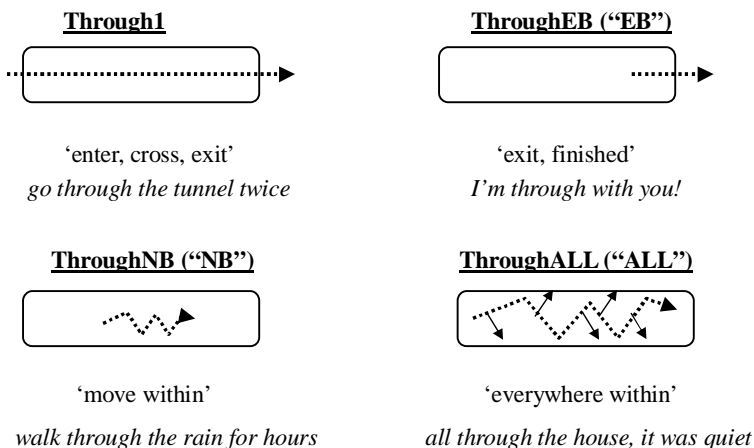 Through1
ThroughEB (“EB”)
‘enter, cross, exit’
‘exit, finished’
go through the tunnel twice
I’m through with you!
ThroughNB (“NB”)
ThroughALL (“ALL”)
‘move within’
‘everywhere within’
walk through the rain for hours
all through the house, it was quiet